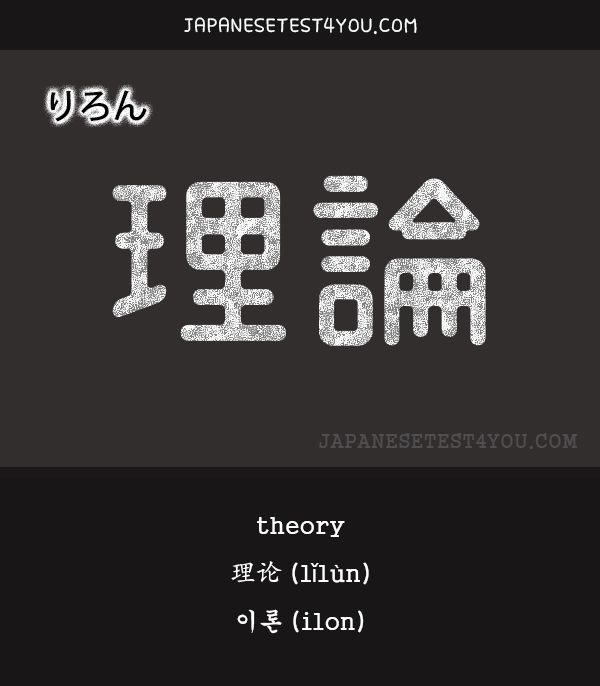 JAPANESETEST4YOU.COM
りろん
理論
JAPANESETEST4YOU.COM
theory
理论 (lǐlùn)
이론 (ilon)